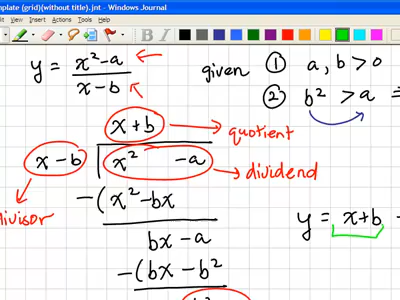 mplate (grid)(without title).jnt - Windows Journal
Insert Actions Tools Help
y = x²-a / x-b
given ① a, b > 0
② b² > a ⇒
x + b → quotient
x - b | x² -a → dividend
divisor
-( x² - bx
bx - a
y = x+b
-( bx - b²